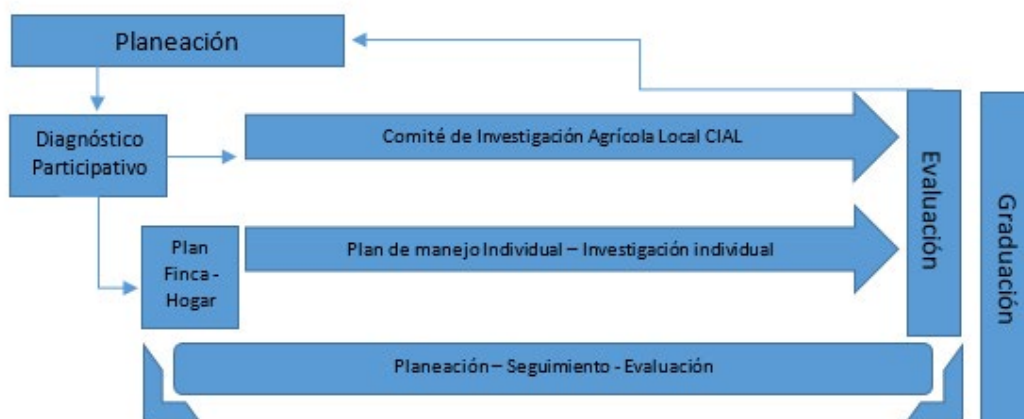 Planeación
Diagnóstico
Participativo
Comité de Investigación Agrícola Local CIAL
Plan
Finca -
Hogar
Plan de manejo Individual – Investigación individual
Planeación – Seguimiento - Evaluación
Evaluación
Graduación